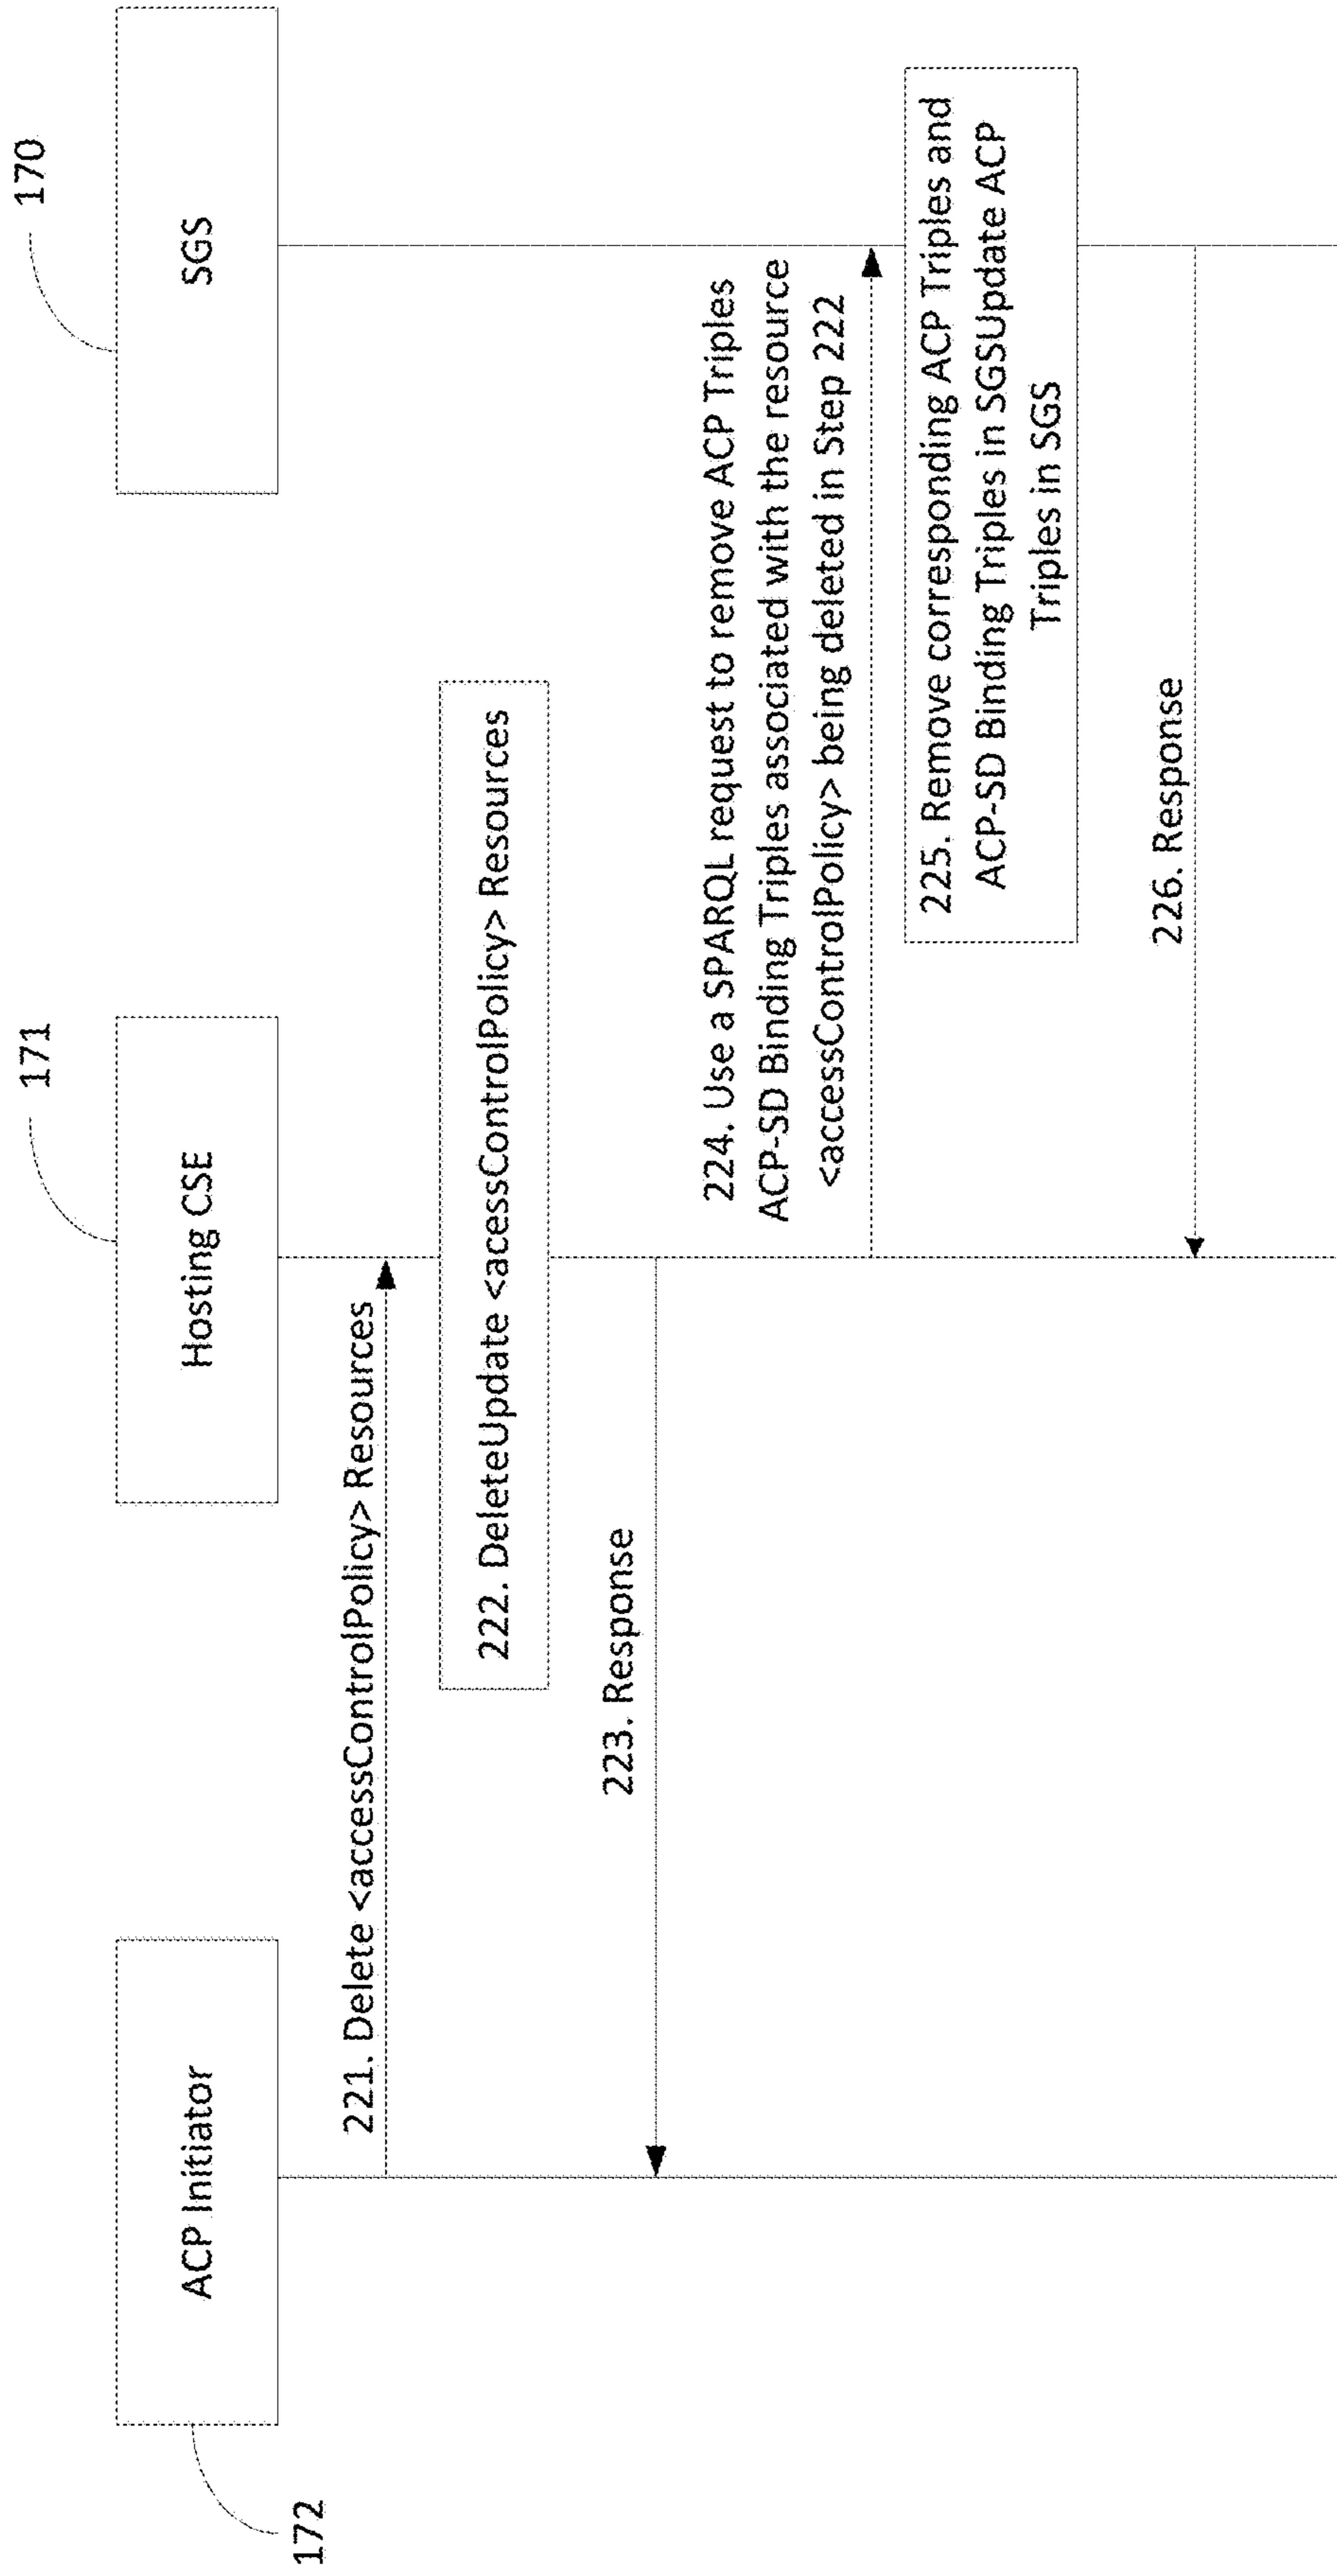 172
ACP Initiator
171
Hosting CSE
170
SGS
221. Delete <accessControlPolicy> Resources
222. DeleteUpdate <acessControlPolicy> Resources
223. Response
224. Use a SPARQL request to remove ACP Triples
ACP-SD Binding Triples associated with the resource
<accessControlPolicy> being deleted in Step 222
225. Remove corresponding ACP Triples and
ACP-SD Binding Triples in SGSUpdate ACP
Triples in SGS
226. Response